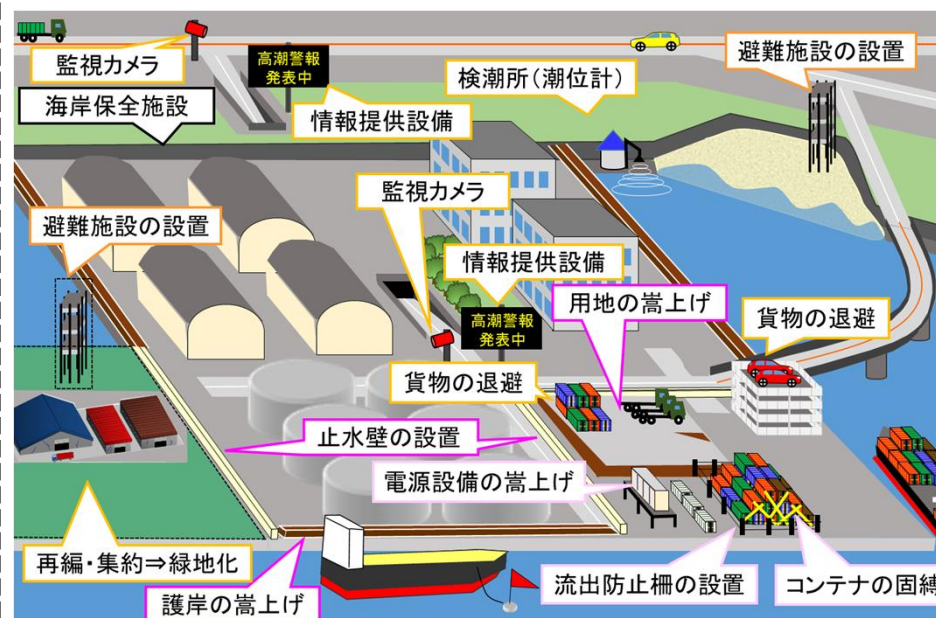 高潮警報
発表中
監視カメラ
避難施設の設置
検潮所（潮位計）
海岸保全施設
情報提供設備
監視カメラ
避難施設の設置
情報提供設備
用地の嵩上げ
高潮警報
発表中
貨物の退避
貨物の退避
止水壁の設置
電源設備の嵩上げ
再編・集約⇒緑地化
流出防止柵の設置
コンテナの固縛
護岸の嵩上げ